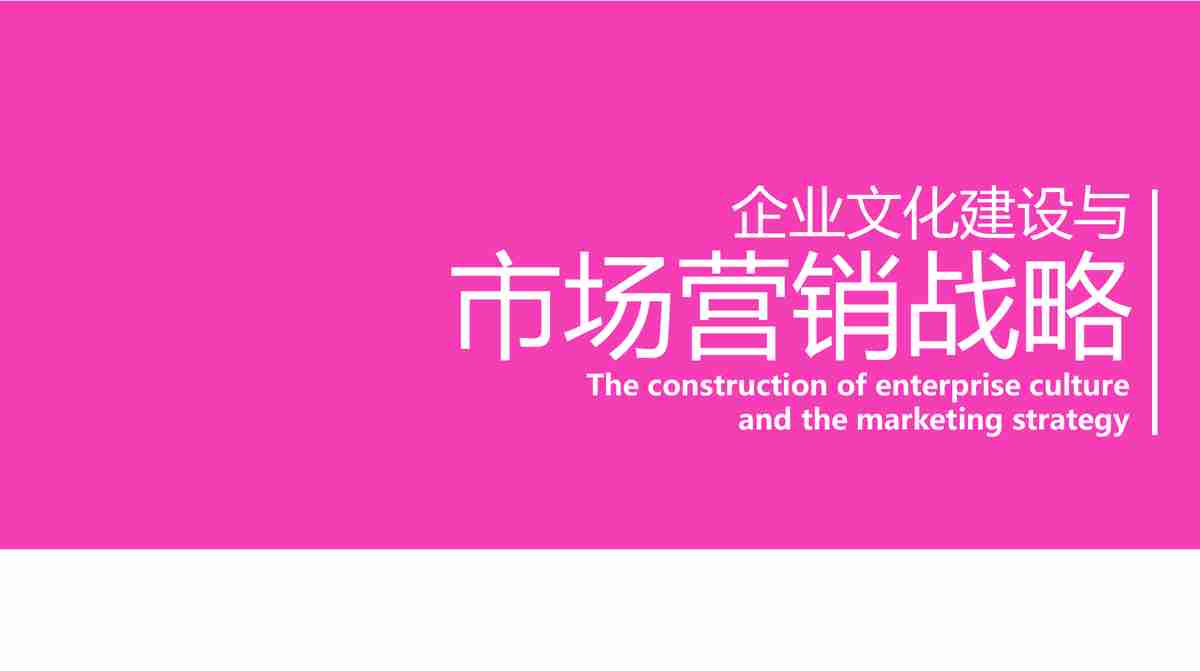 企业文化建设与
市场营销战略
The construction of enterprise culture
and the marketing strategy